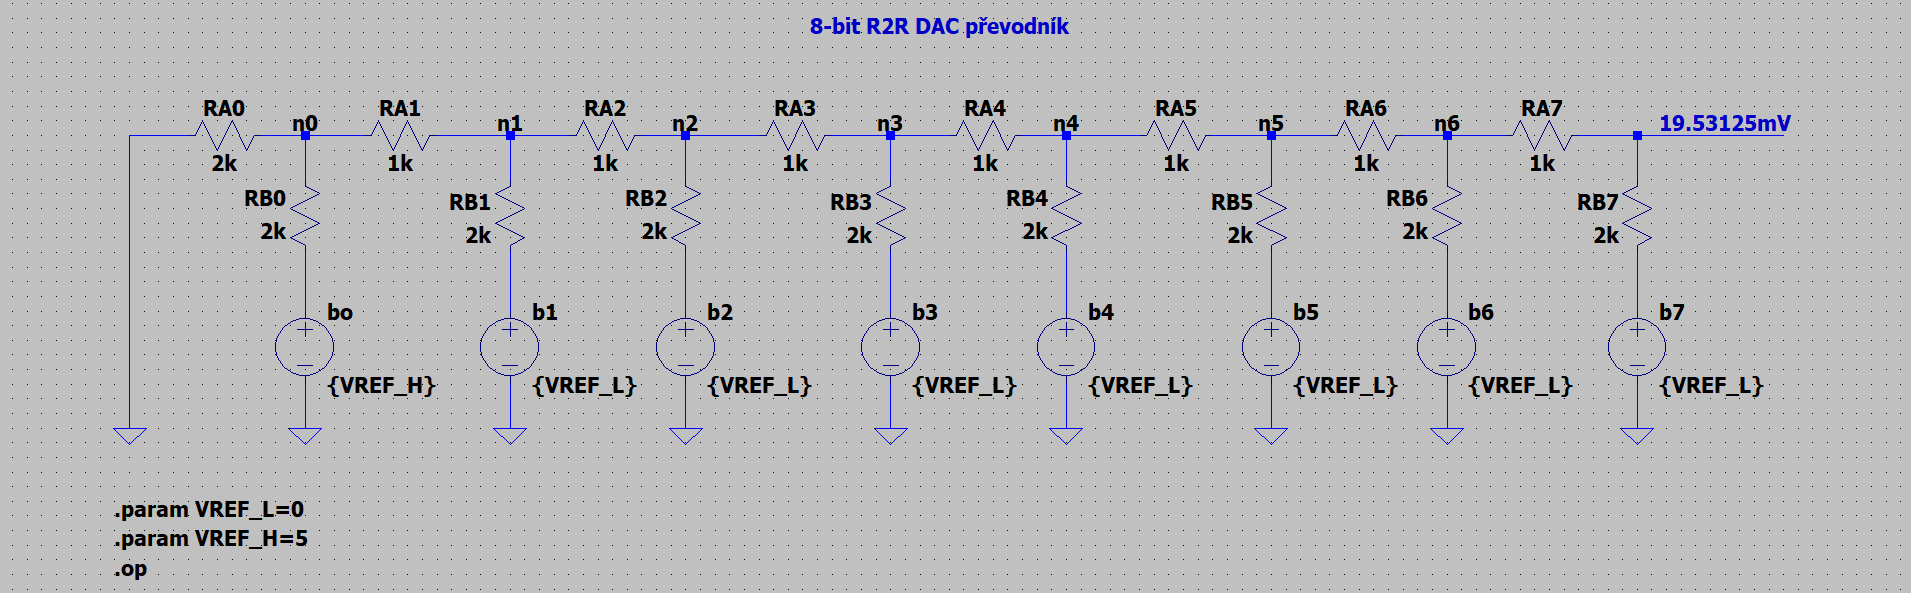 8-bit R2R DAC převodník
RA0 n0 RA1 n1 RA2 n2 RA3 n3 RA4 n4 RA5 n5 RA6 n6 RA7 19.53125mV
2k 1k 1k 1k 1k 1k 1k 1k
RB0 RB1 RB2 RB3 RB4 RB5 RB6 RB7
2k 2k 2k 2k 2k 2k 2k 2k
bo b1 b2 b3 b4 b5 b6 b7
{VREF_H} {VREF_L} {VREF_L} {VREF_L} {VREF_L} {VREF_L} {VREF_L} {VREF_L}
.param VREF_L=0
.param VREF_H=5
.op